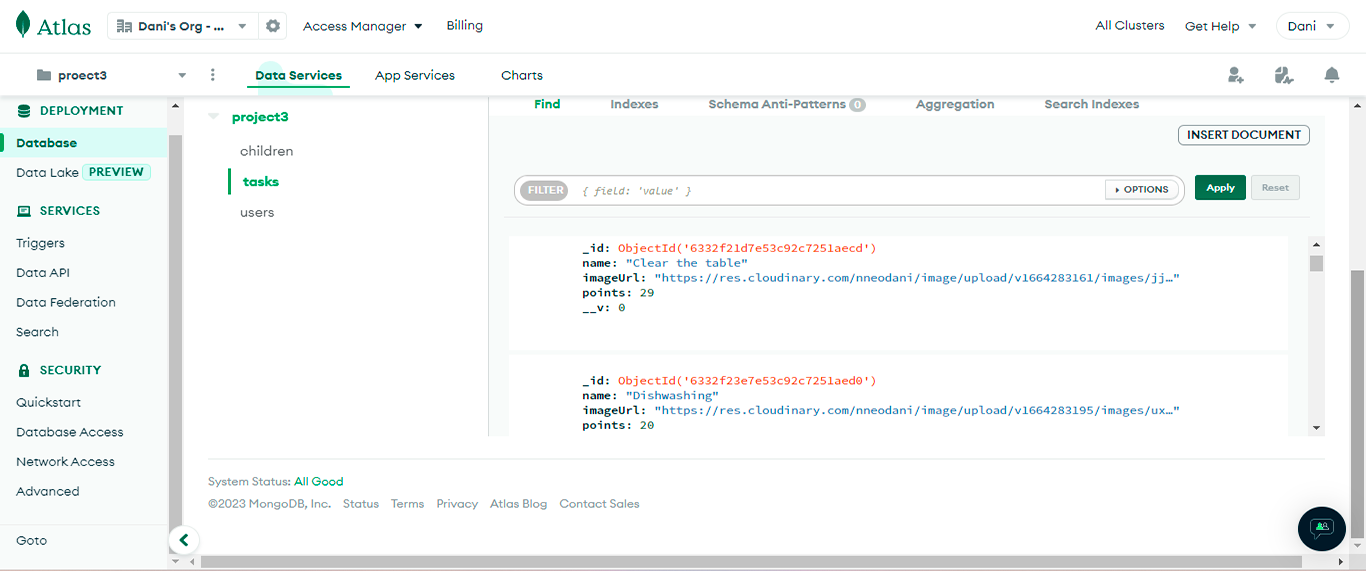 Atlas
Dani's Org - ...
Access Manager
Billing
All Clusters
Get Help
Dani
proect3
Data Services
App Services
Charts
DEPLOYMENT
Database
Data Lake PREVIEW
SERVICES
Triggers
Data API
Data Federation
Search
SECURITY
Quickstart
Database Access
Network Access
Advanced
Goto
project3
children
tasks
users
Find
Indexes
Schema Anti-Patterns 0
Aggregation
Search Indexes
INSERT DOCUMENT
FILTER { field: 'value' }
OPTIONS
Apply
Reset
_id: ObjectId('6332f21d7e53c92c7251aecd')
name: "Clear the table"
imageUrl: "https://res.cloudinary.com/nneodani/image/upload/v1664283161/images/jj…"
points: 29
__v: 0
_id: ObjectId('6332f23e7e53c92c7251aed0')
name: "Dishwashing"
imageUrl: "https://res.cloudinary.com/nneodani/image/upload/v1664283195/images/ux…"
points: 20
System Status: All Good
©2023 MongoDB, Inc. Status Terms Privacy Atlas Blog Contact Sales